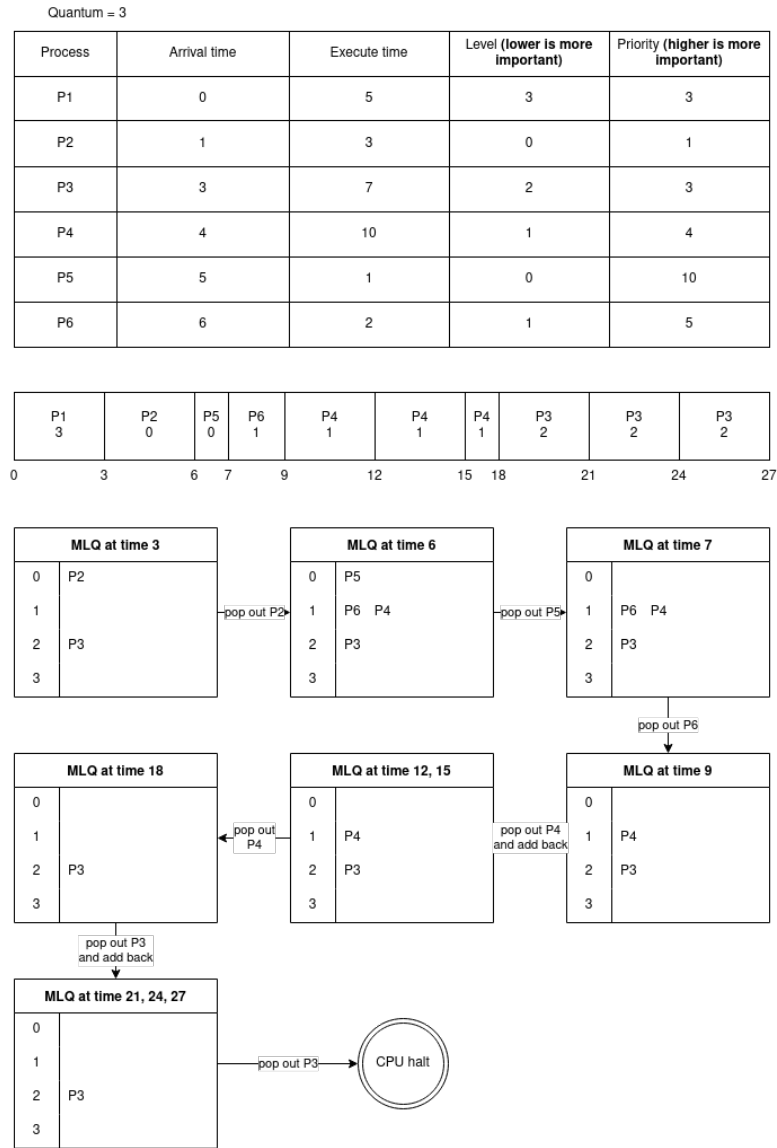 Quantum = 3
Process Arrival time Execute time Level (lower is more important) Priority (higher is more important)
P1 0 5 3 3
P2 1 3 0 1
P3 3 7 2 3
P4 4 10 1 4
P5 5 1 0 10
P6 6 2 1 5
P1 P2 P5 P6 P4 P4 P4 P3 P3 P3
3 0 0 1 1 1 1 2 2 2
0 3 6 7 9 12 15 18 21 24 27
MLQ at time 3
0 P2
1
2 P3
3
pop out P2
MLQ at time 6
0 P5
1 P6 P4
2 P3
3
pop out P5
MLQ at time 7
0
1 P6 P4
2 P3
3
pop out P6
MLQ at time 9
0
1 P4
2 P3
3
pop out P4
and add back
MLQ at time 12, 15
0
1 P4
2 P3
3
pop out
P4
MLQ at time 18
0
1
2 P3
3
pop out P3
and add back
MLQ at time 21, 24, 27
0
1
2 P3
3
pop out P3
CPU halt